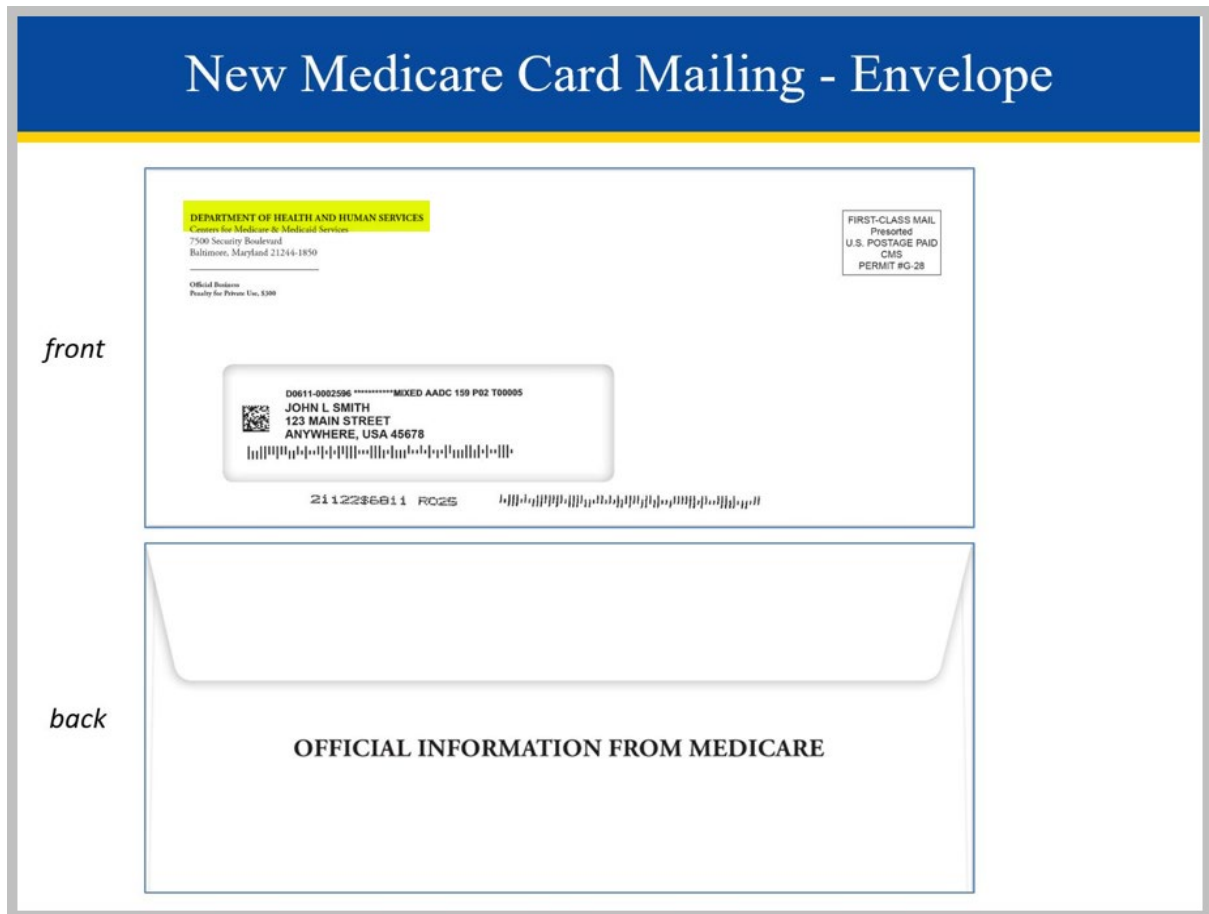 New Medicare Card Mailing - Envelope
DEPARTMENT OF HEALTH AND HUMAN SERVICES
Centers for Medicare & Medicaid Services
7500 Security Boulevard
Baltimore, Maryland 21244-1850
Official Business
Penalty for Private Use, $300
FIRST-CLASS MAIL
Presorted
U.S. POSTAGE PAID
CMS
PERMIT #G-28
front
D0611-0002596 ***********MIXED AADC 159 P02 T00005
JOHN L SMITH
123 MAIN STREET
ANYWHERE, USA 45678
21122$6811 R025
back
OFFICIAL INFORMATION FROM MEDICARE